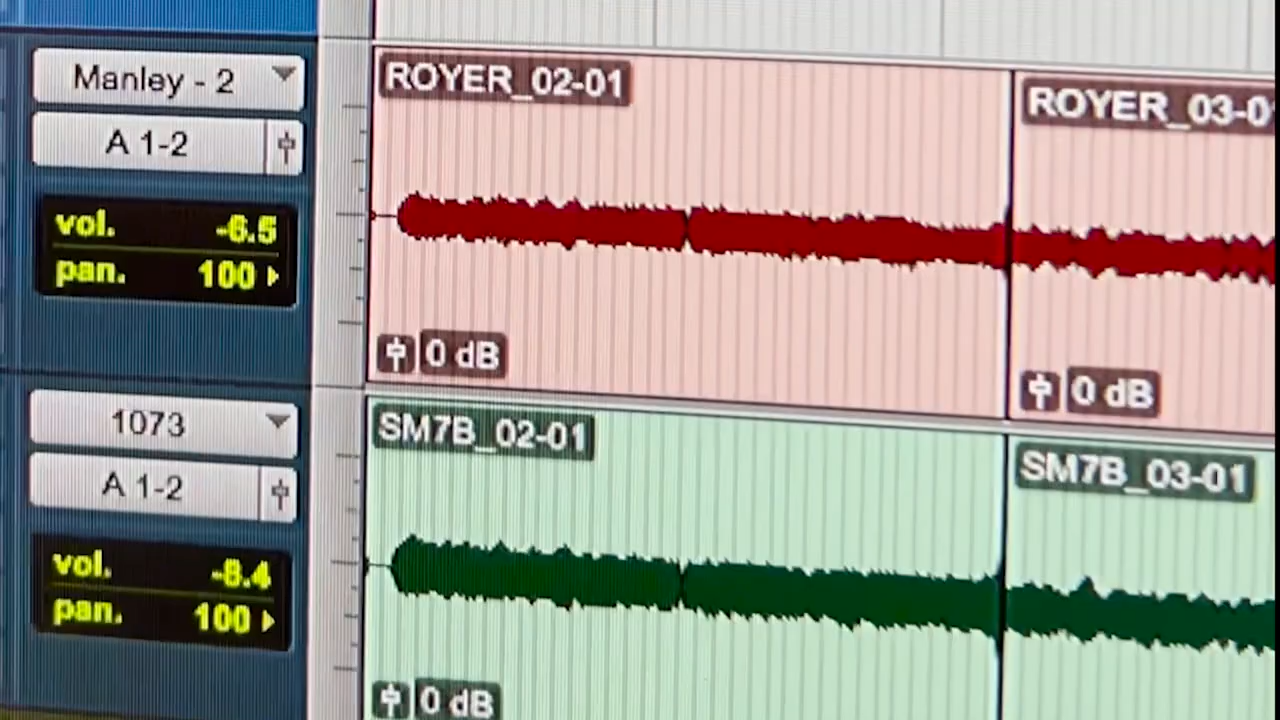 Manley - 2
A 1-2
vol. -6.5
pan. 100
ROYER_02-01
0 dB
ROYER_03-0
0 dB
1073
A 1-2
vol. -8.4
pan. 100
SM7B_02-01
0 dB
SM7B_03-01